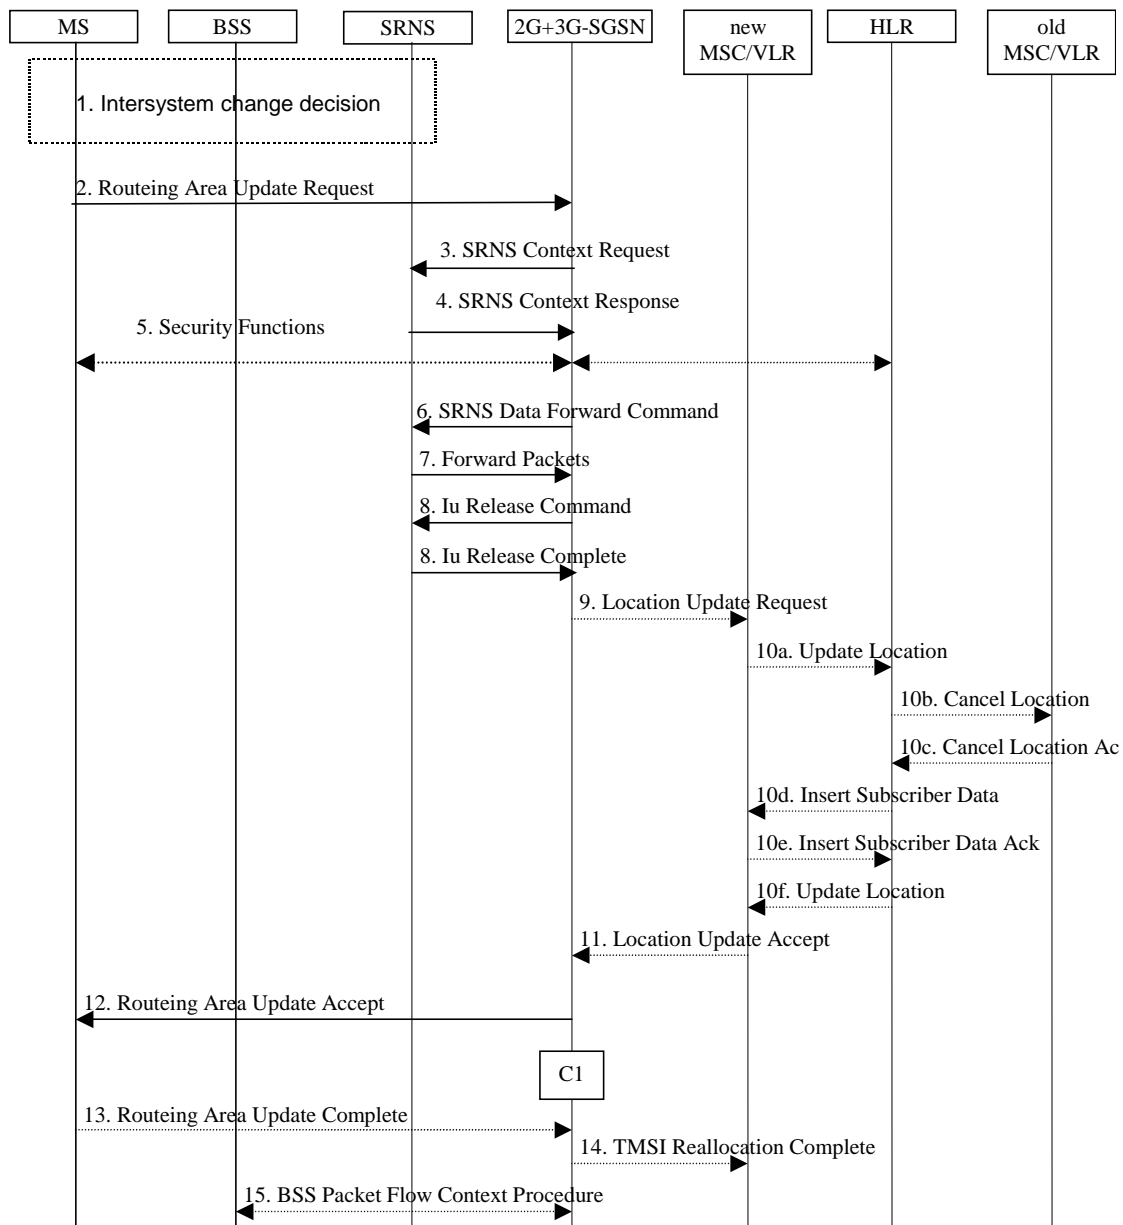 MS
BSS
SRNS
2G+3G-SGSN
new
MSC/VLR
HLR
old
MSC/VLR
1. Intersystem change decision
2. Routeing Area Update Request
3. SRNS Context Request
4. SRNS Context Response
5. Security Functions
6. SRNS Data Forward Command
7. Forward Packets
8. Iu Release Command
8. Iu Release Complete
9. Location Update Request
10a. Update Location
10b. Cancel Location
10c. Cancel Location Ac
10d. Insert Subscriber Data
10e. Insert Subscriber Data Ack
10f. Update Location
11. Location Update Accept
12. Routeing Area Update Accept
C1
13. Routeing Area Update Complete
14. TMSI Reallocation Complete
15. BSS Packet Flow Context Procedure